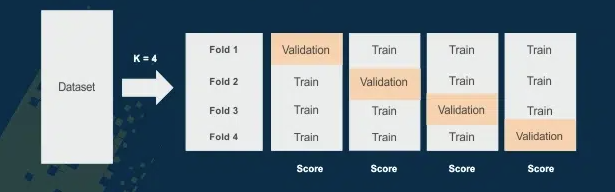 K = 4
Dataset
Fold 1 Validation Train Train Train
Fold 2 Train Validation Train Train
Fold 3 Train Train Validation Train
Fold 4 Train Train Train Validation
Score Score Score Score